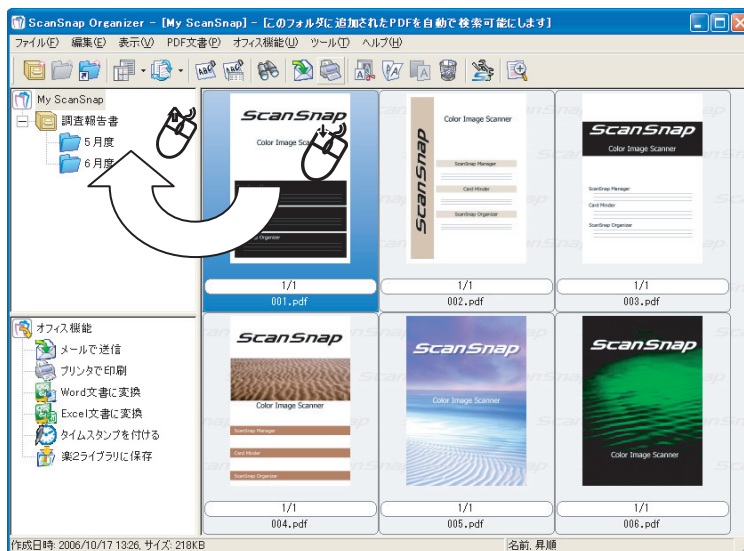 ScanSnap Organizer - [My ScanSnap] - [このフォルダに追加されたPDFを自動で検索可能にします]
ファイル(F) 編集(E) 表示(V) PDF文書(P) オフィス機能(U) ツール(T) ヘルプ(H)
My ScanSnap
調査報告書
5月度
6月度
オフィス機能
メールで送信
プリンタで印刷
Word文書に変換
Excel文書に変換
タイムスタンプを付ける
楽2ライブラリに保存
ScanSnap
Color Image Sca
Organizer
1/1
001.pdf
ScanSnap
Color Image Scanner
ScanSnap Manager
Card Minder
ScanSnap Organizer
1/1
002.pdf
ScanSnap
Color Image Scanner
ScanSnap Manager
Card Minder
ScanSnap Organizer
1/1
003.pdf
ScanSnap
Color Image Scanner
ScanSnap Manager
Card Minder
ScanSnap Organizer
1/1
004.pdf
ScanSnap
Color Image Scanner
1/1
005.pdf
ScanSnap
Color Image Scanner
1/1
006.pdf
作成日時: 2006/10/17 13:26, サイズ: 218KB
名前, 昇順